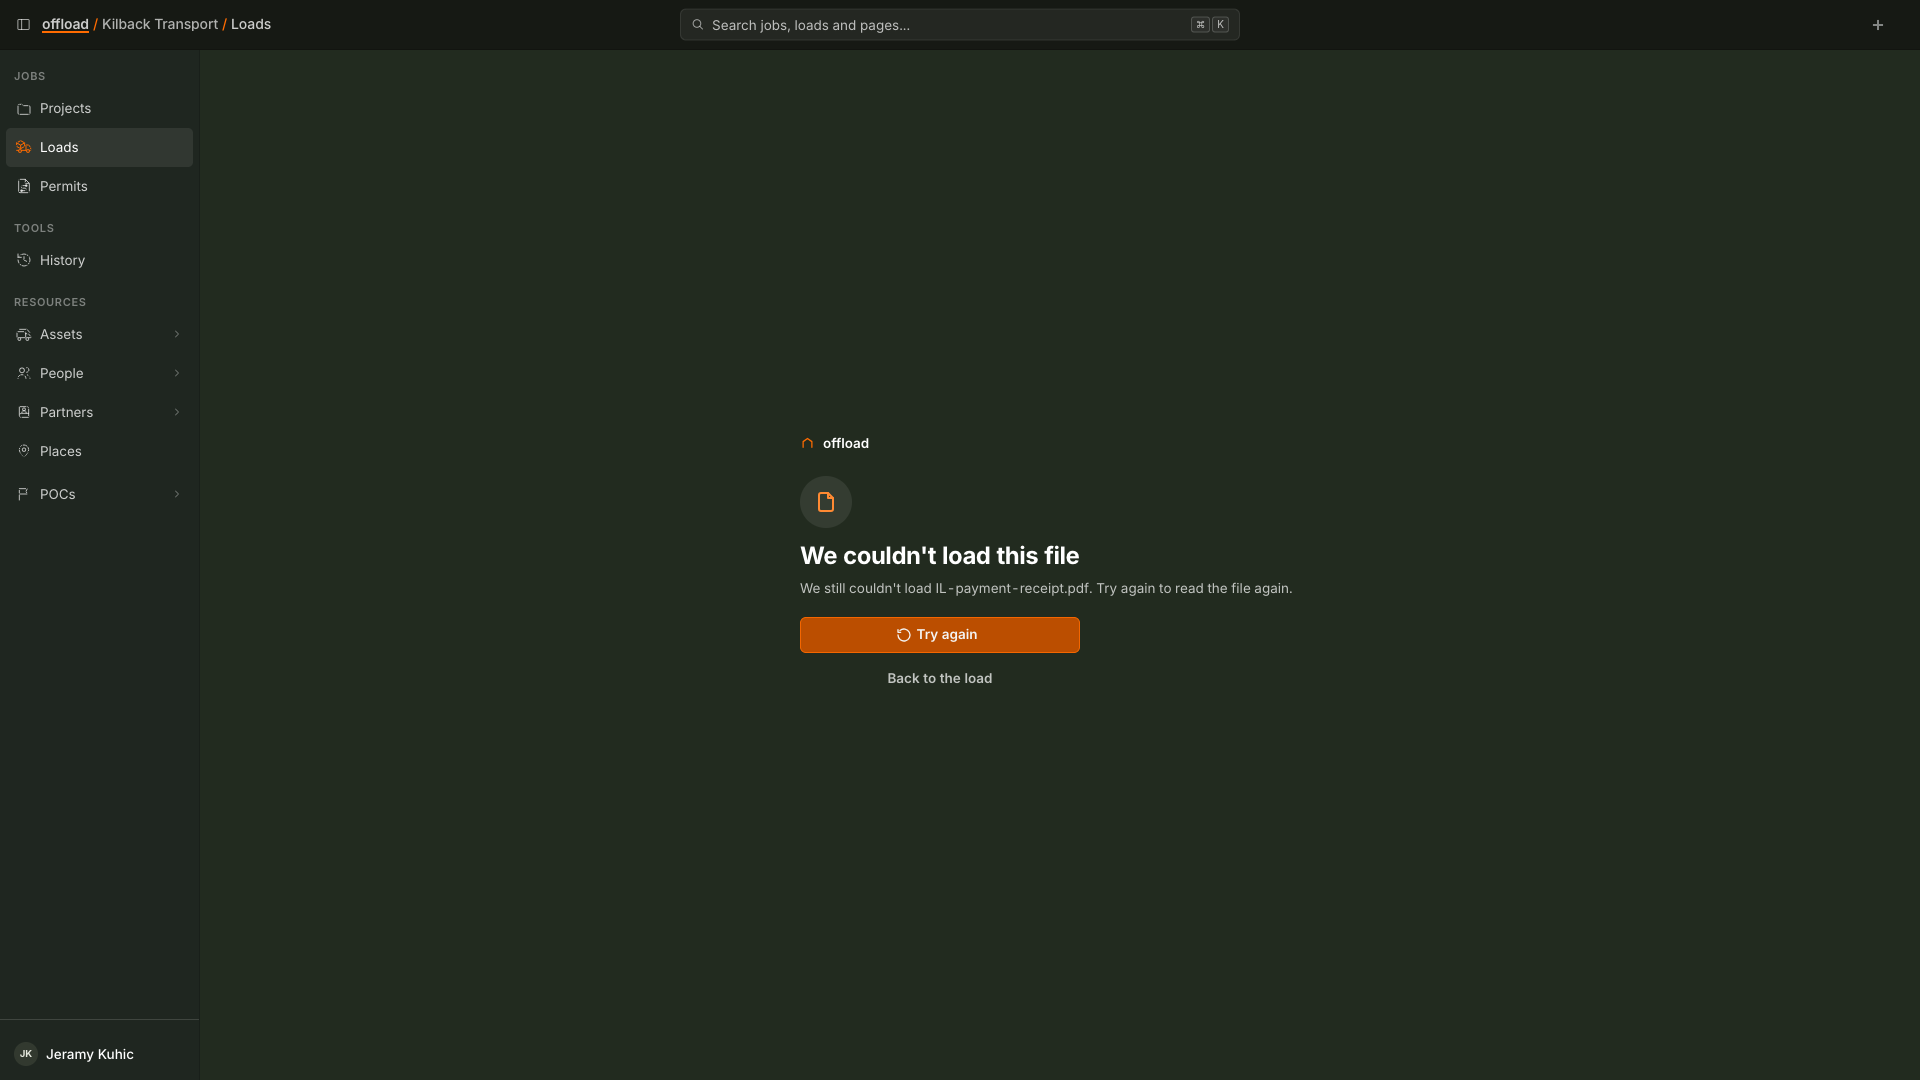 offload / Kilback Transport / Loads
Search jobs, loads and pages...
⌘ K
JOBS
Projects
Loads
Permits
TOOLS
History
RESOURCES
Assets
People
Partners
Places
POCs
offload
We couldn't load this file
We still couldn't load IL-payment-receipt.pdf. Try again to read the file again.
Try again
Back to the load
JK Jeramy Kuhic